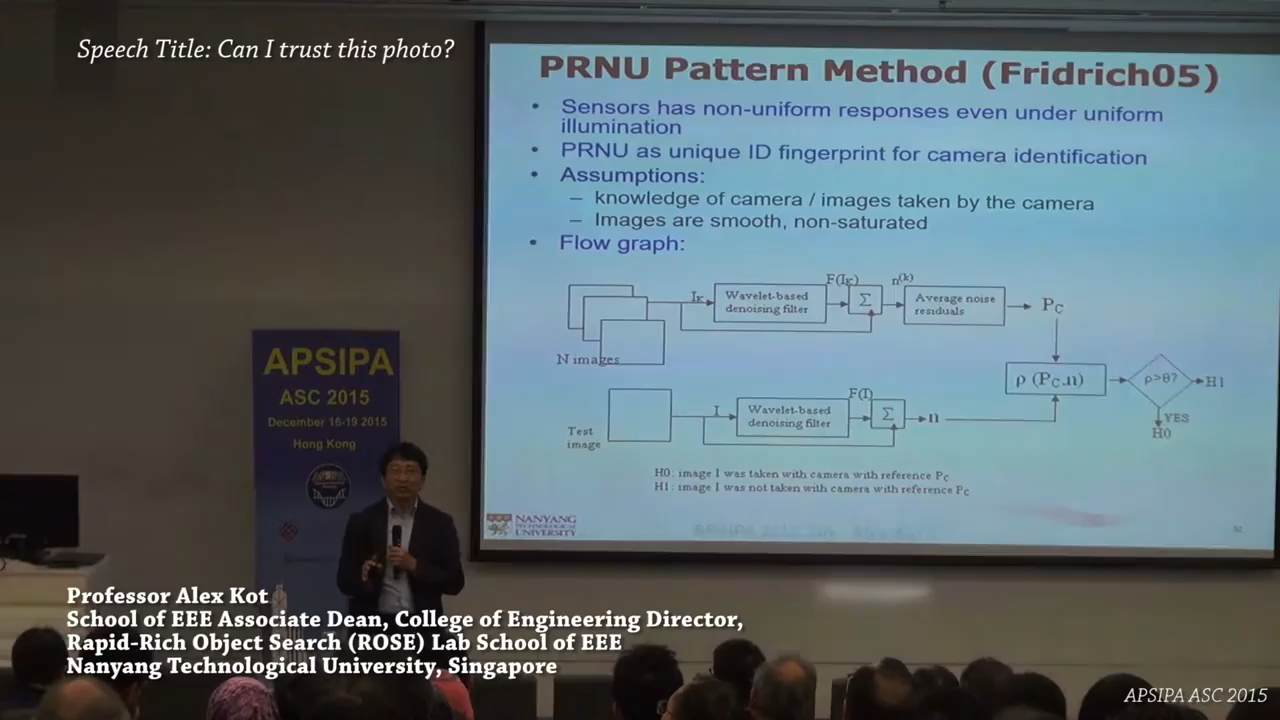 Speech Title: Can I trust this photo?
PRNU Pattern Method (Fridrich05)
• Sensors has non-uniform responses even under uniform
illumination
• PRNU as unique ID fingerprint for camera identification
• Assumptions:
– knowledge of camera / images taken by the camera
– Images are smooth, non-saturated
• Flow graph:
N images
Iₖ
Wavelet-based
denoising filter
F(Iₖ)
Σ
n(k)
Average noise
residuals
P_C
Test
image
I
Wavelet-based
denoising filter
F(I)
Σ
n
ρ (P_C.n)
ρ>θ?
H1
YES
H0
H0: image I was taken with camera with reference P_C
H1: image I was not taken with camera with reference P_C
NANYANG
TECHNOLOGICAL
UNIVERSITY
APSIPA
ASC 2015
December 16-19 2015
Hong Kong
APSIPA
Professor Alex Kot
School of EEE Associate Dean, College of Engineering Director,
Rapid-Rich Object Search (ROSE) Lab School of EEE
Nanyang Technological University, Singapore
APSIPA ASC 2015